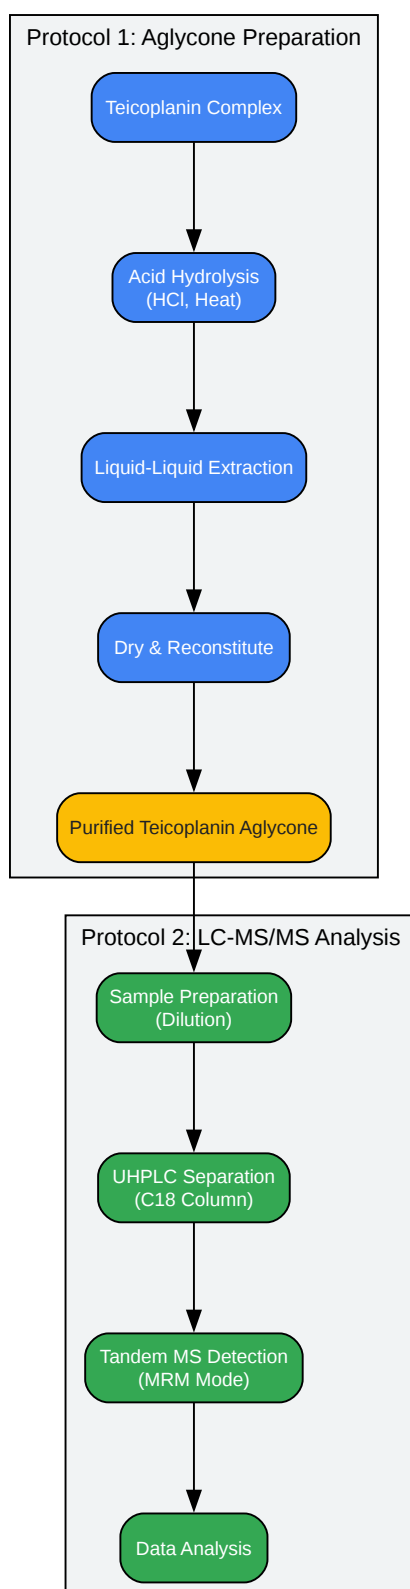 Protocol 1: Aglycone Preparation
Teicoplanin Complex
Acid Hydrolysis
(HCl, Heat)
Liquid-Liquid Extraction
Dry & Reconstitute
Purified Teicoplanin Aglycone
Protocol 2: LC-MS/MS Analysis
Sample Preparation
(Dilution)
UHPLC Separation
(C18 Column)
Tandem MS Detection
(MRM Mode)
Data Analysis